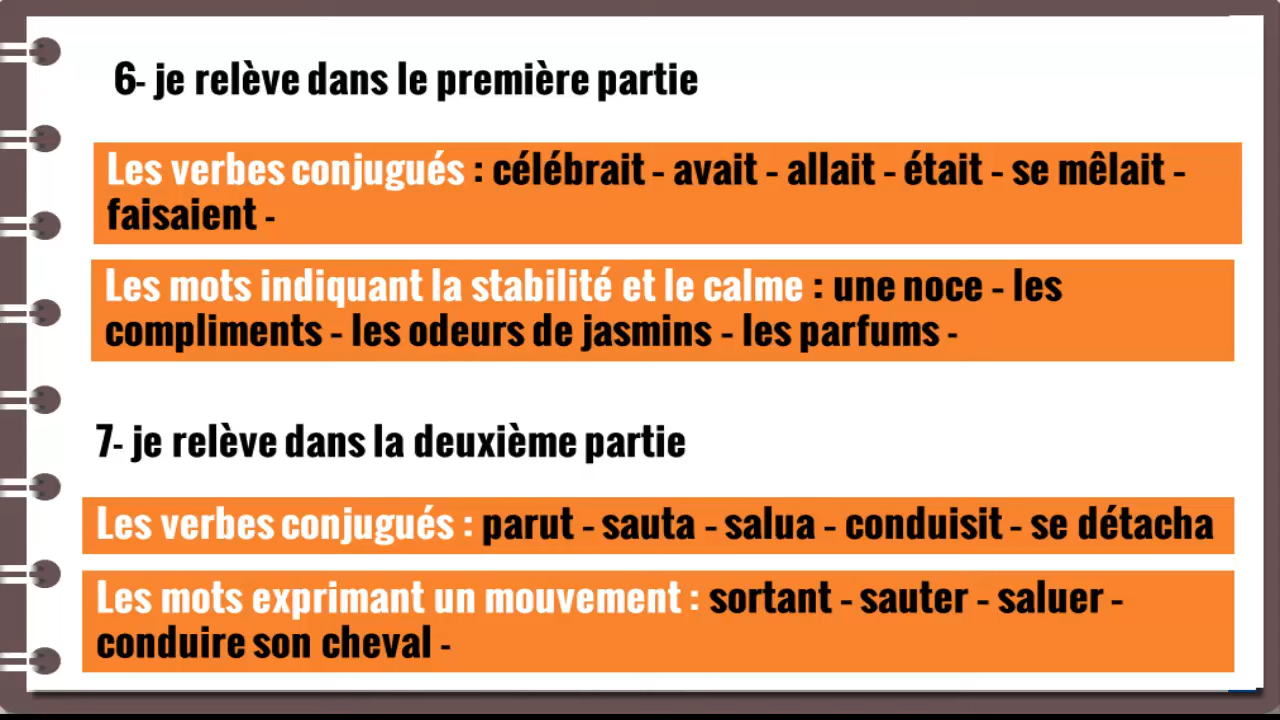 6- je relève dans le première partie
Les verbes conjugués : célébrait - avait - allait - était - se mêlait -
faisaient -
Les mots indiquant la stabilité et le calme : une noce - les
compliments - les odeurs de jasmins - les parfums -
7- je relève dans la deuxième partie
Les verbes conjugués : parut - sauta - salua - conduisit - se détacha
Les mots exprimant un mouvement : sortant - sauter - saluer -
conduire son cheval -